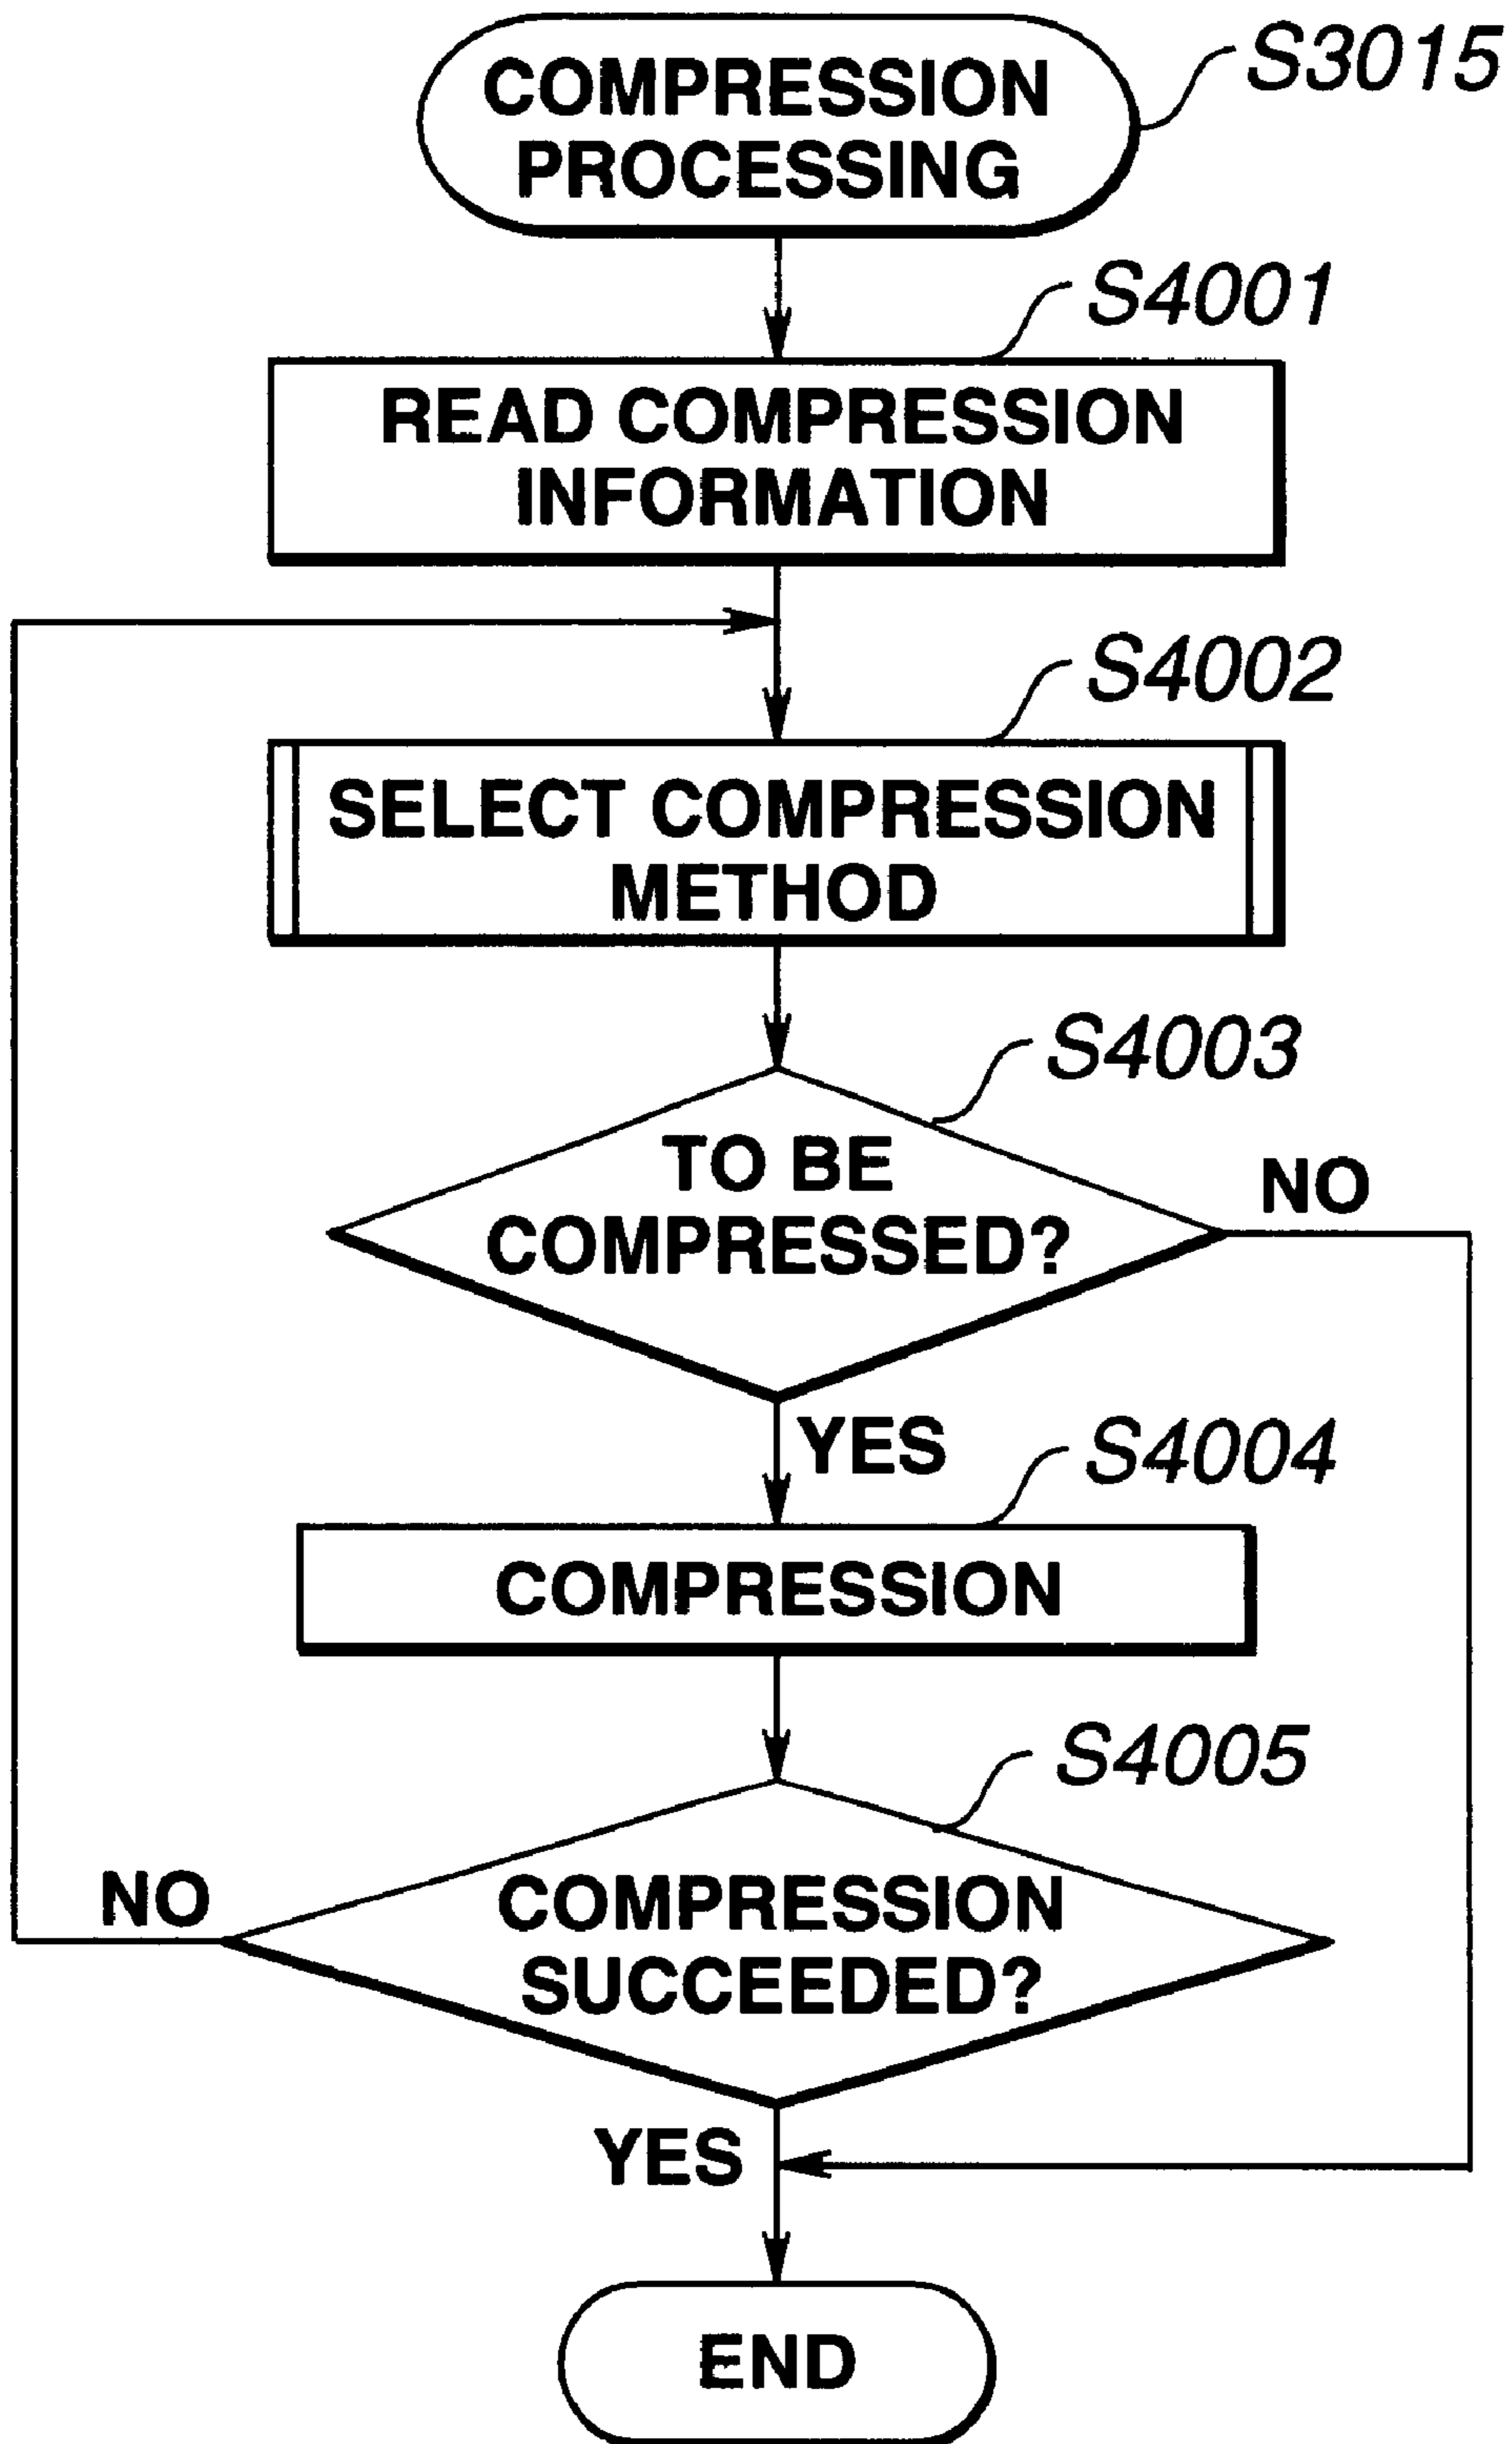 COMPRESSION
PROCESSING
S3015
S4001
READ COMPRESSION
INFORMATION
S4002
SELECT COMPRESSION
METHOD
S4003
TO BE
COMPRESSED?
NO
YES
S4004
COMPRESSION
S4005
NO
COMPRESSION
SUCCEEDED?
YES
END